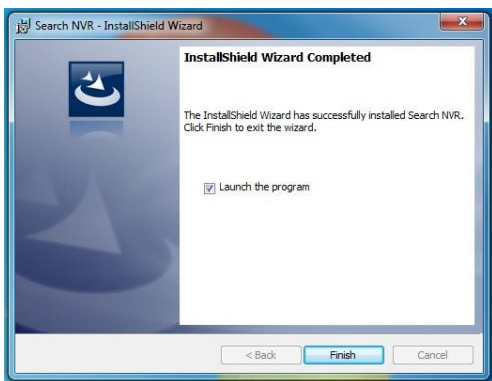 Search NVR - InstallShield Wizard
InstallShield Wizard Completed
The InstallShield Wizard has successfully installed Search NVR.
Click Finish to exit the wizard.
Launch the program
< Back
Finish
Cancel